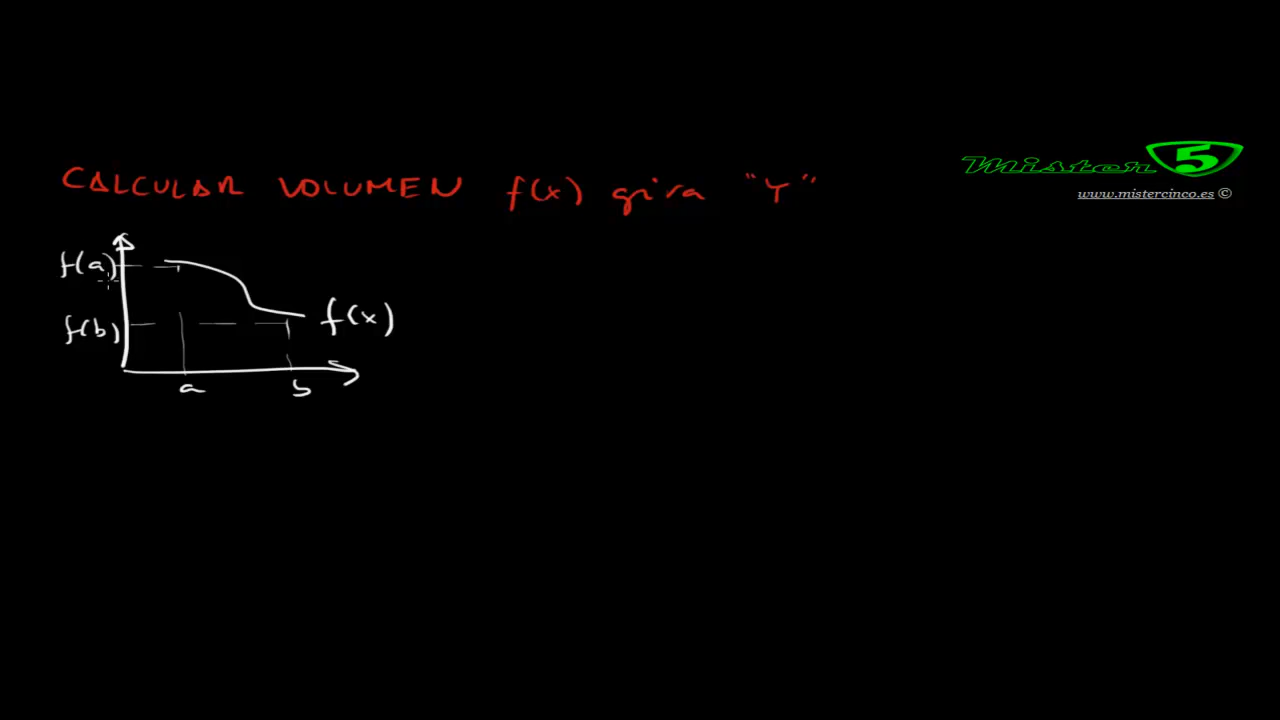 Mister 5
CALCULAR VOLUMEN f(x) gira "Y"
www.mistercinco.es ©
f(a)
f(b)
f(x)
a
b